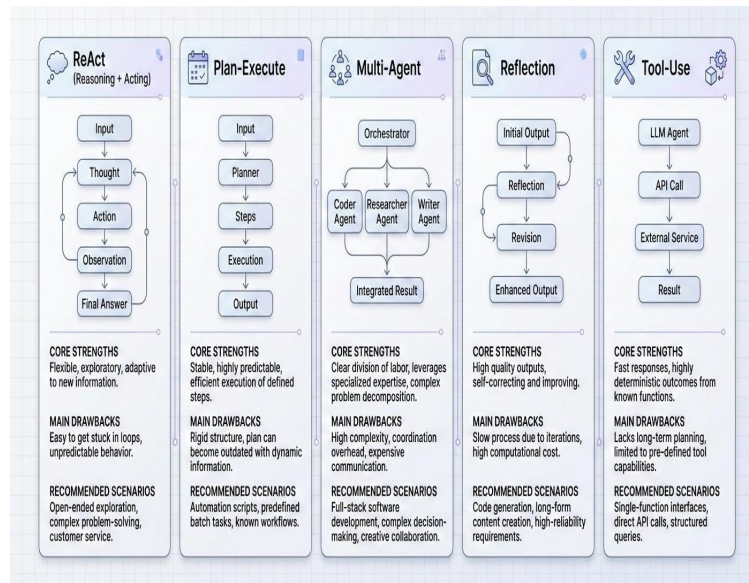 ReAct
(Reasoning + Acting)
Input
Thought
Action
Observation
Final Answer
CORE STRENGTHS
Flexible, exploratory, adaptive
to new information.
MAIN DRAWBACKS
Easy to get stuck in loops,
unpredictable behavior.
RECOMMENDED SCENARIOS
Open-ended exploration,
complex problem-solving,
customer service.
Plan-Execute
Input
Planner
Steps
Execution
Output
CORE STRENGTHS
Stable, highly predictable,
efficient execution of defined
steps.
MAIN DRAWBACKS
Rigid structure, plan can
become outdated with dynamic
information.
RECOMMENDED SCENARIOS
Automation scripts, predefined
batch tasks, known workflows.
Multi-Agent
Orchestrator
Coder
Agent
Researcher
Agent
Writer
Agent
Integrated Result
CORE STRENGTHS
Clear division of labor, leverages
specialized expertise, complex
problem decomposition.
MAIN DRAWBACKS
High complexity, coordination
overhead, expensive
communication.
RECOMMENDED SCENARIOS
Full-stack software
development, complex decision-
making, creative collaboration.
Reflection
Initial Output
Reflection
Revision
Enhanced Output
CORE STRENGTHS
High quality outputs,
self-correcting and improving.
MAIN DRAWBACKS
Slow process due to iterations,
high computational cost.
RECOMMENDED SCENARIOS
Code generation, long-form
content creation, high-reliability
requirements.
Tool-Use
LLM Agent
API Call
External Service
Result
CORE STRENGTHS
Fast responses, highly
deterministic outcomes from
known functions.
MAIN DRAWBACKS
Lacks long-term planning,
limited to pre-defined tool
capabilities.
RECOMMENDED SCENARIOS
Single-function interfaces,
direct API calls, structured
queries.